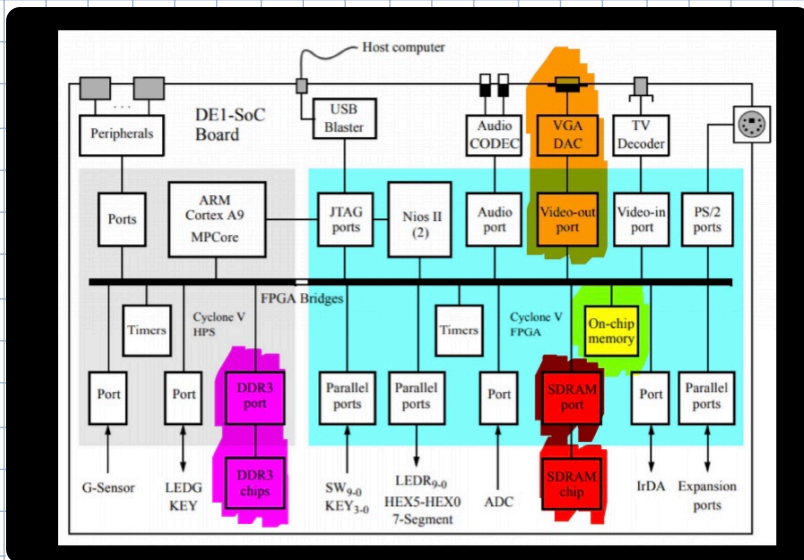 Host computer
DE1-SoC
Board
Peripherals
. . .
USB
Blaster
Audio
CODEC
VGA
DAC
TV
Decoder
Ports
ARM
Cortex A9
MPCore
JTAG
ports
Nios II
(2)
Audio
port
Video-out
port
Video-in
port
PS/2
ports
FPGA Bridges
Timers
Cyclone V
HPS
Timers
Cyclone V
FPGA
On-chip
memory
Port
Port
DDR3
port
Parallel
ports
Parallel
ports
Port
SDRAM
port
Port
Parallel
ports
G-Sensor
LEDG
KEY
DDR3
chips
SW9-0
KEY3-0
LEDR9-0
HEX5-HEX0
7-Segment
ADC
SDRAM
chip
IrDA
Expansion
ports